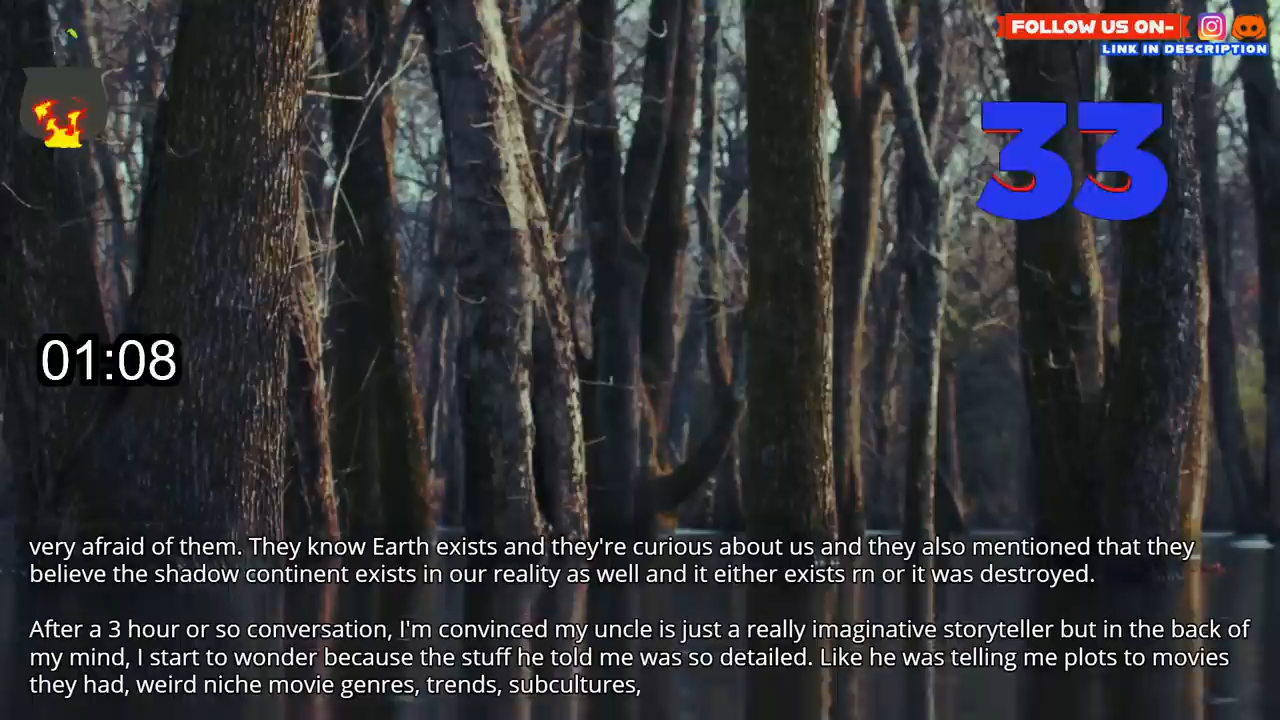 FOLLOW US ON-
LINK IN DESCRIPTION
33
01:08
very afraid of them. They know Earth exists and they're curious about us and they also mentioned that they
believe the shadow continent exists in our reality as well and it either exists rn or it was destroyed.
After a 3 hour or so conversation, I'm convinced my uncle is just a really imaginative storyteller but in the back of
my mind, I start to wonder because the stuff he told me was so detailed. Like he was telling me plots to movies
they had, weird niche movie genres, trends, subcultures,